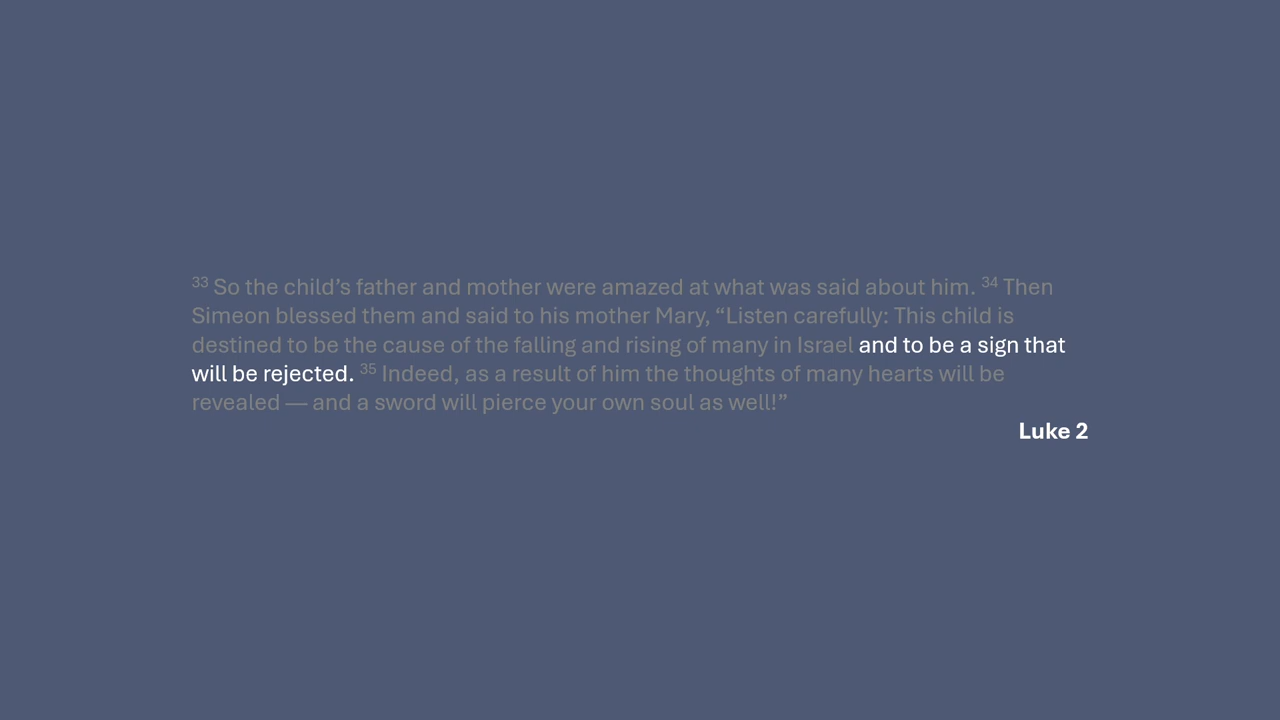 ³³ So the child’s father and mother were amazed at what was said about him. ³⁴ Then
Simeon blessed them and said to his mother Mary, “Listen carefully: This child is
destined to be the cause of the falling and rising of many in Israel and to be a sign that
will be rejected. ³⁵ Indeed, as a result of him the thoughts of many hearts will be
revealed — and a sword will pierce your own soul as well!”
Luke 2